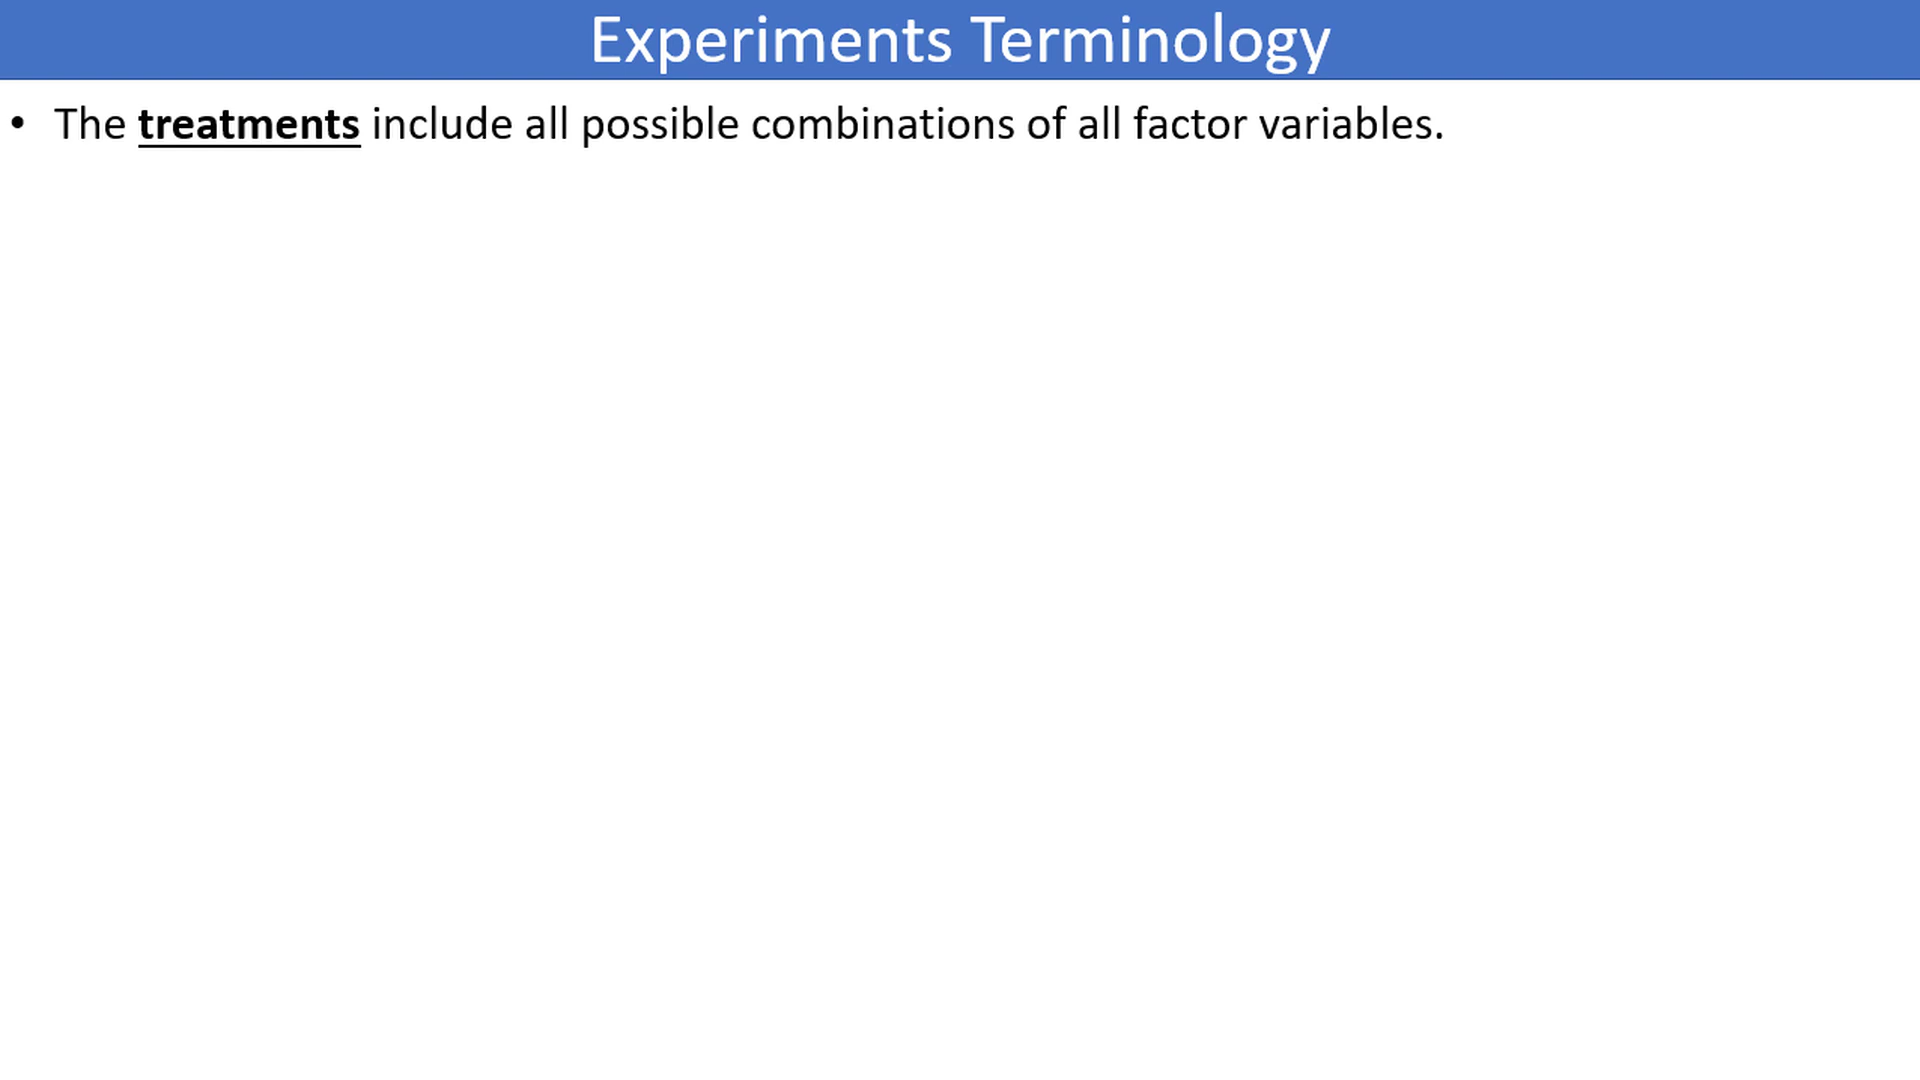 Experiments Terminology
• The treatments include all possible combinations of all factor variables.